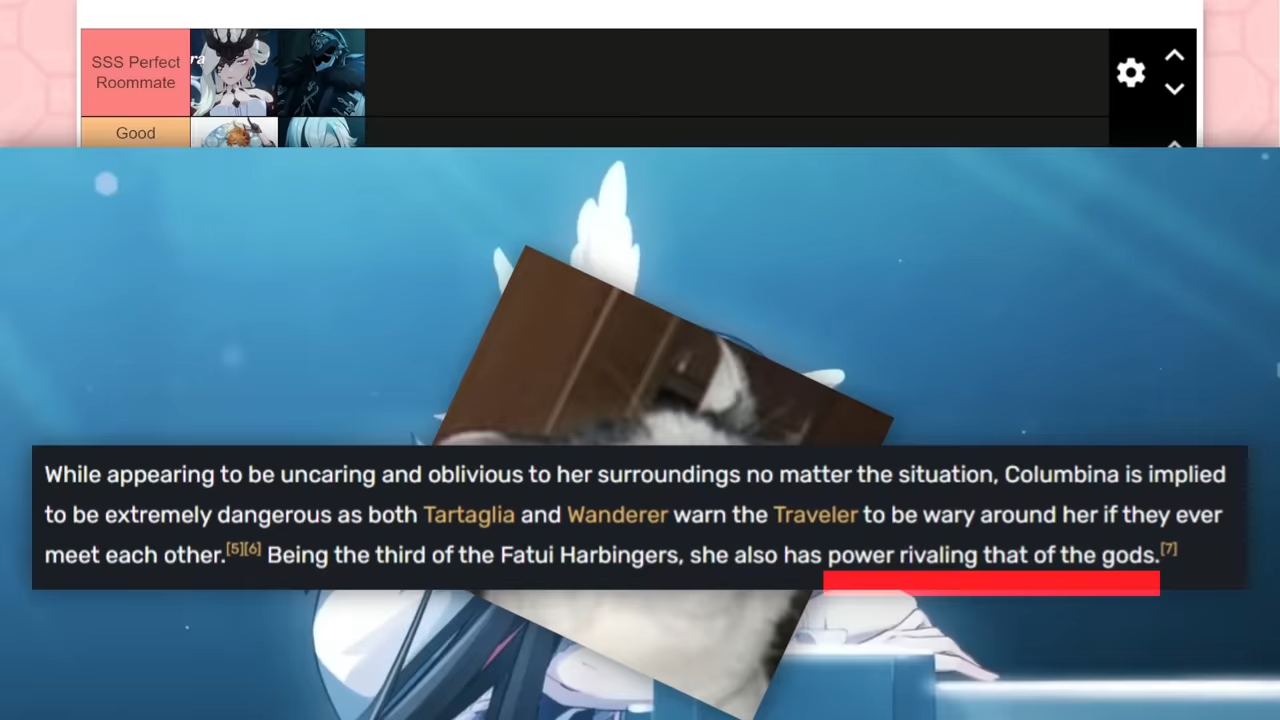 SSS Perfect
Roommate
ra
Good
While appearing to be uncaring and oblivious to her surroundings no matter the situation, Columbina is implied
to be extremely dangerous as both Tartaglia and Wanderer warn the Traveler to be wary around her if they ever
meet each other.[5][6] Being the third of the Fatui Harbingers, she also has power rivaling that of the gods.[7]